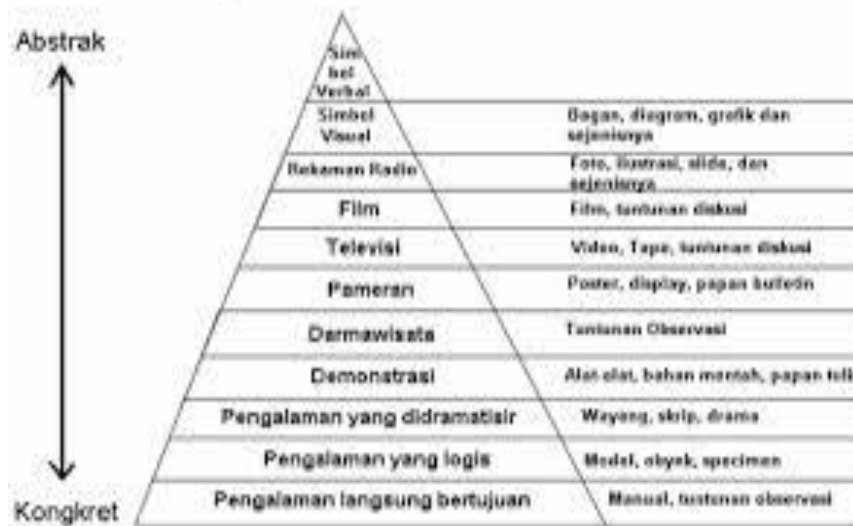 Abstrak
Sim
bol
Verbal
Simbol
Visual
Bagan, diagram, grafik dan
sejenisnya
Rekaman Radio
Foto, ilustrasi, slide, dan
sejenisnya
Film
Film, tuntunan diskusi
Televisi
Video, Tape, tuntunan diskusi
Pameran
Poster, display, papan bulletin
Darmawisata
Tuntunan Observasi
Demonstrasi
Alat-alat, bahan mentah, papan tulis
Pengalaman yang didramatisir
Wayang, skrip, drama
Pengalaman yang logis
Model, obyek, specimen
Kongkret
Pengalaman langsung bertujuan
Manual, tuntunan observasi